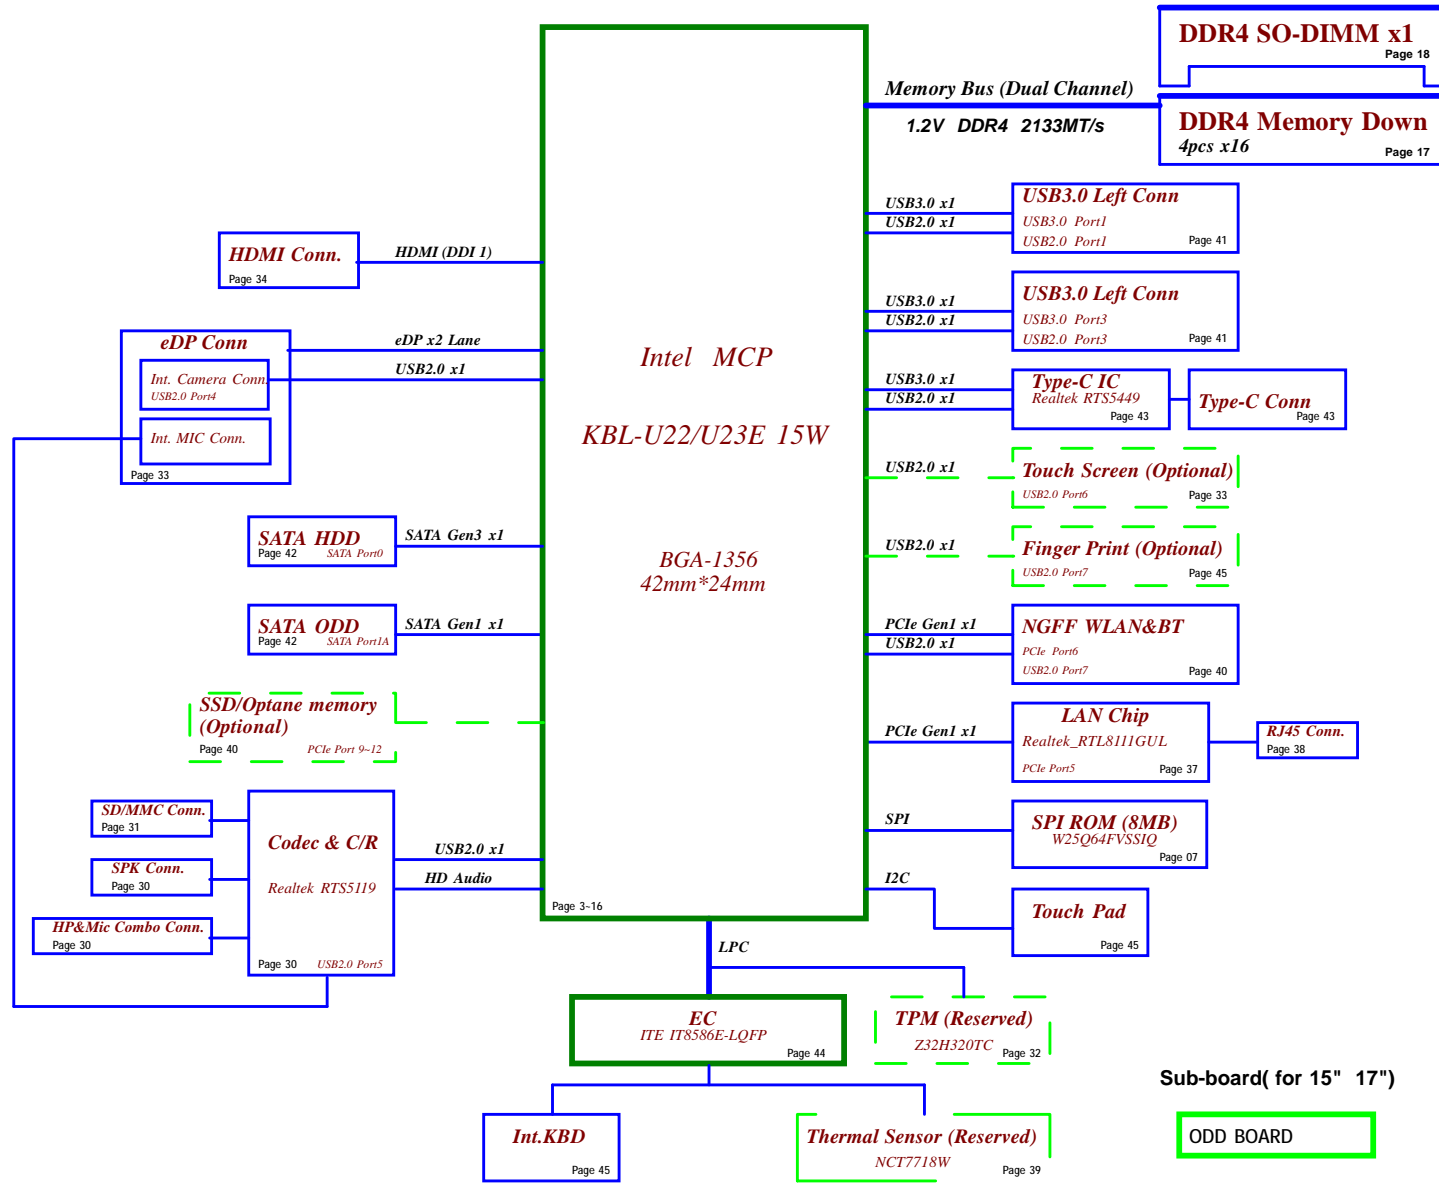 DDR4 SO-DIMM x1
Page 18
Memory Bus (Dual Channel)
1.2V DDR4 2133MT/s
DDR4 Memory Down
4pcs x16
Page 17
USB3.0 x1
USB2.0 x1
USB3.0 Left Conn
USB3.0 Port1
USB2.0 Port1
Page 41
HDMI Conn.
Page 34
HDMI (DDI 1)
USB3.0 x1
USB2.0 x1
USB3.0 Left Conn
USB3.0 Port3
USB2.0 Port3
Page 41
eDP Conn
Int. Camera Conn.
USB2.0 Port4
Int. MIC Conn.
Page 33
eDP x2 Lane
USB2.0 x1
Intel MCP
KBL-U22/U23E 15W
BGA-1356
42mm*24mm
Page 3~16
USB3.0 x1
USB2.0 x1
Type-C IC
Realtek RTS5449
Page 43
Type-C Conn
Page 43
USB2.0 x1
Touch Screen (Optional)
USB2.0 Port6
Page 33
SATA HDD
Page 42
SATA Port0
SATA Gen3 x1
USB2.0 x1
Finger Print (Optional)
USB2.0 Port7
Page 45
SATA ODD
Page 42
SATA Port1A
SATA Gen1 x1
PCIe Gen1 x1
USB2.0 x1
NGFF WLAN&BT
PCIe Port6
USB2.0 Port7
Page 40
SSD/Optane memory
(Optional)
Page 40
PCIe Port 9~12
PCIe Gen1 x1
LAN Chip
Realtek_RTL8111GUL
PCIe Port5
Page 37
RJ45 Conn.
Page 38
SD/MMC Conn.
Page 31
SPK Conn.
Page 30
HP&Mic Combo Conn.
Page 30
Codec & C/R
Realtek RTS5119
Page 30
USB2.0 Port5
USB2.0 x1
HD Audio
SPI
SPI ROM (8MB)
W25Q64FVSSIQ
Page 07
I2C
Touch Pad
Page 45
LPC
EC
ITE IT8586E-LQFP
Page 44
TPM (Reserved)
Z32H320TC
Page 32
Int.KBD
Page 45
Thermal Sensor (Reserved)
NCT7718W
Page 39
Sub-board( for 15" 17")
ODD BOARD